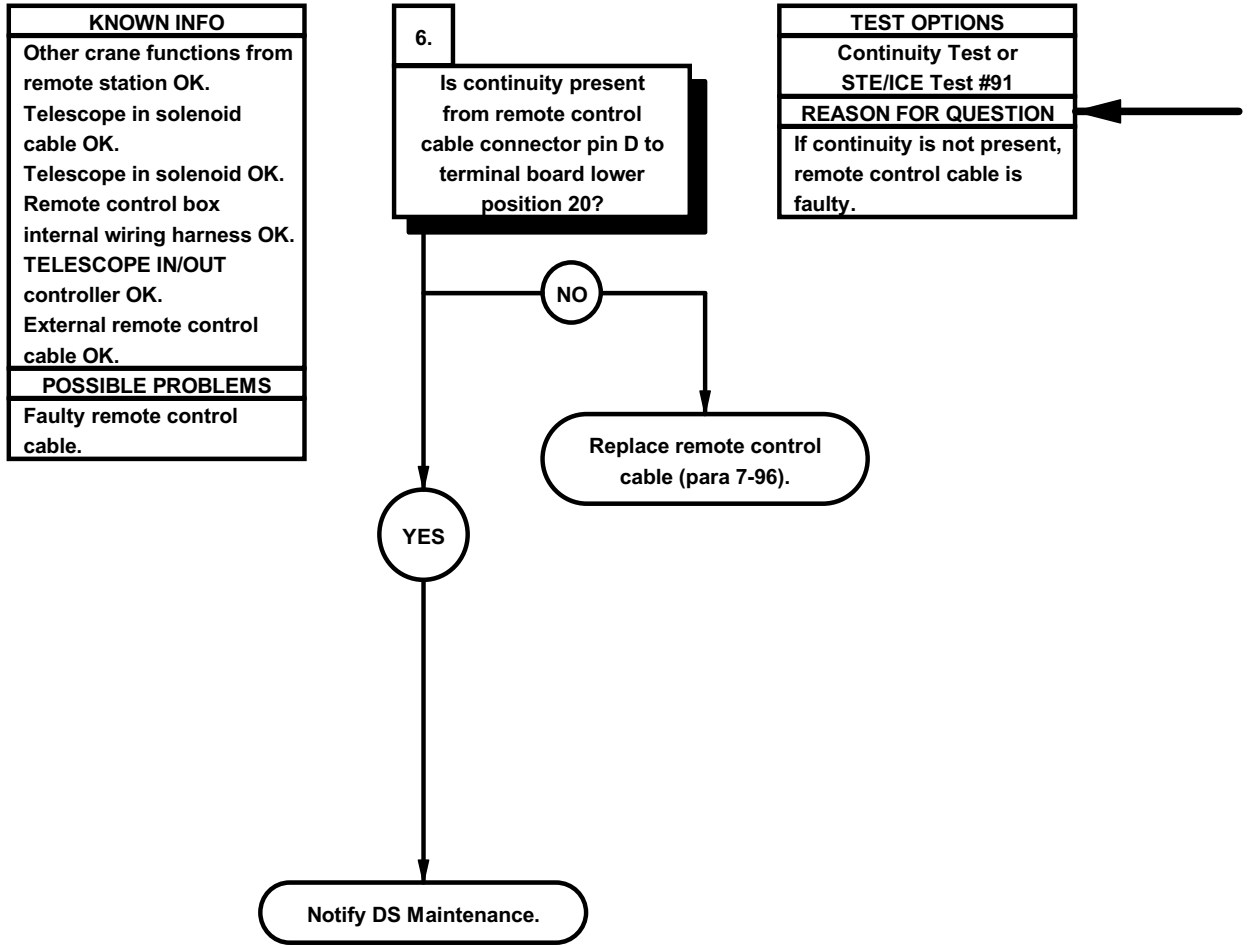 KNOWN INFO
Other crane functions from
remote station OK.
Telescope in solenoid
cable OK.
Telescope in solenoid OK.
Remote control box
internal wiring harness OK.
TELESCOPE IN/OUT
controller OK.
External remote control
cable OK.
POSSIBLE PROBLEMS
Faulty remote control
cable.
6.
Is continuity present
from remote control
cable connector pin D to
terminal board lower
position 20?
TEST OPTIONS
Continuity Test or
STE/ICE Test #91
REASON FOR QUESTION
If continuity is not present,
remote control cable is
faulty.
NO
Replace remote control
cable (para 7-96).
YES
Notify DS Maintenance.